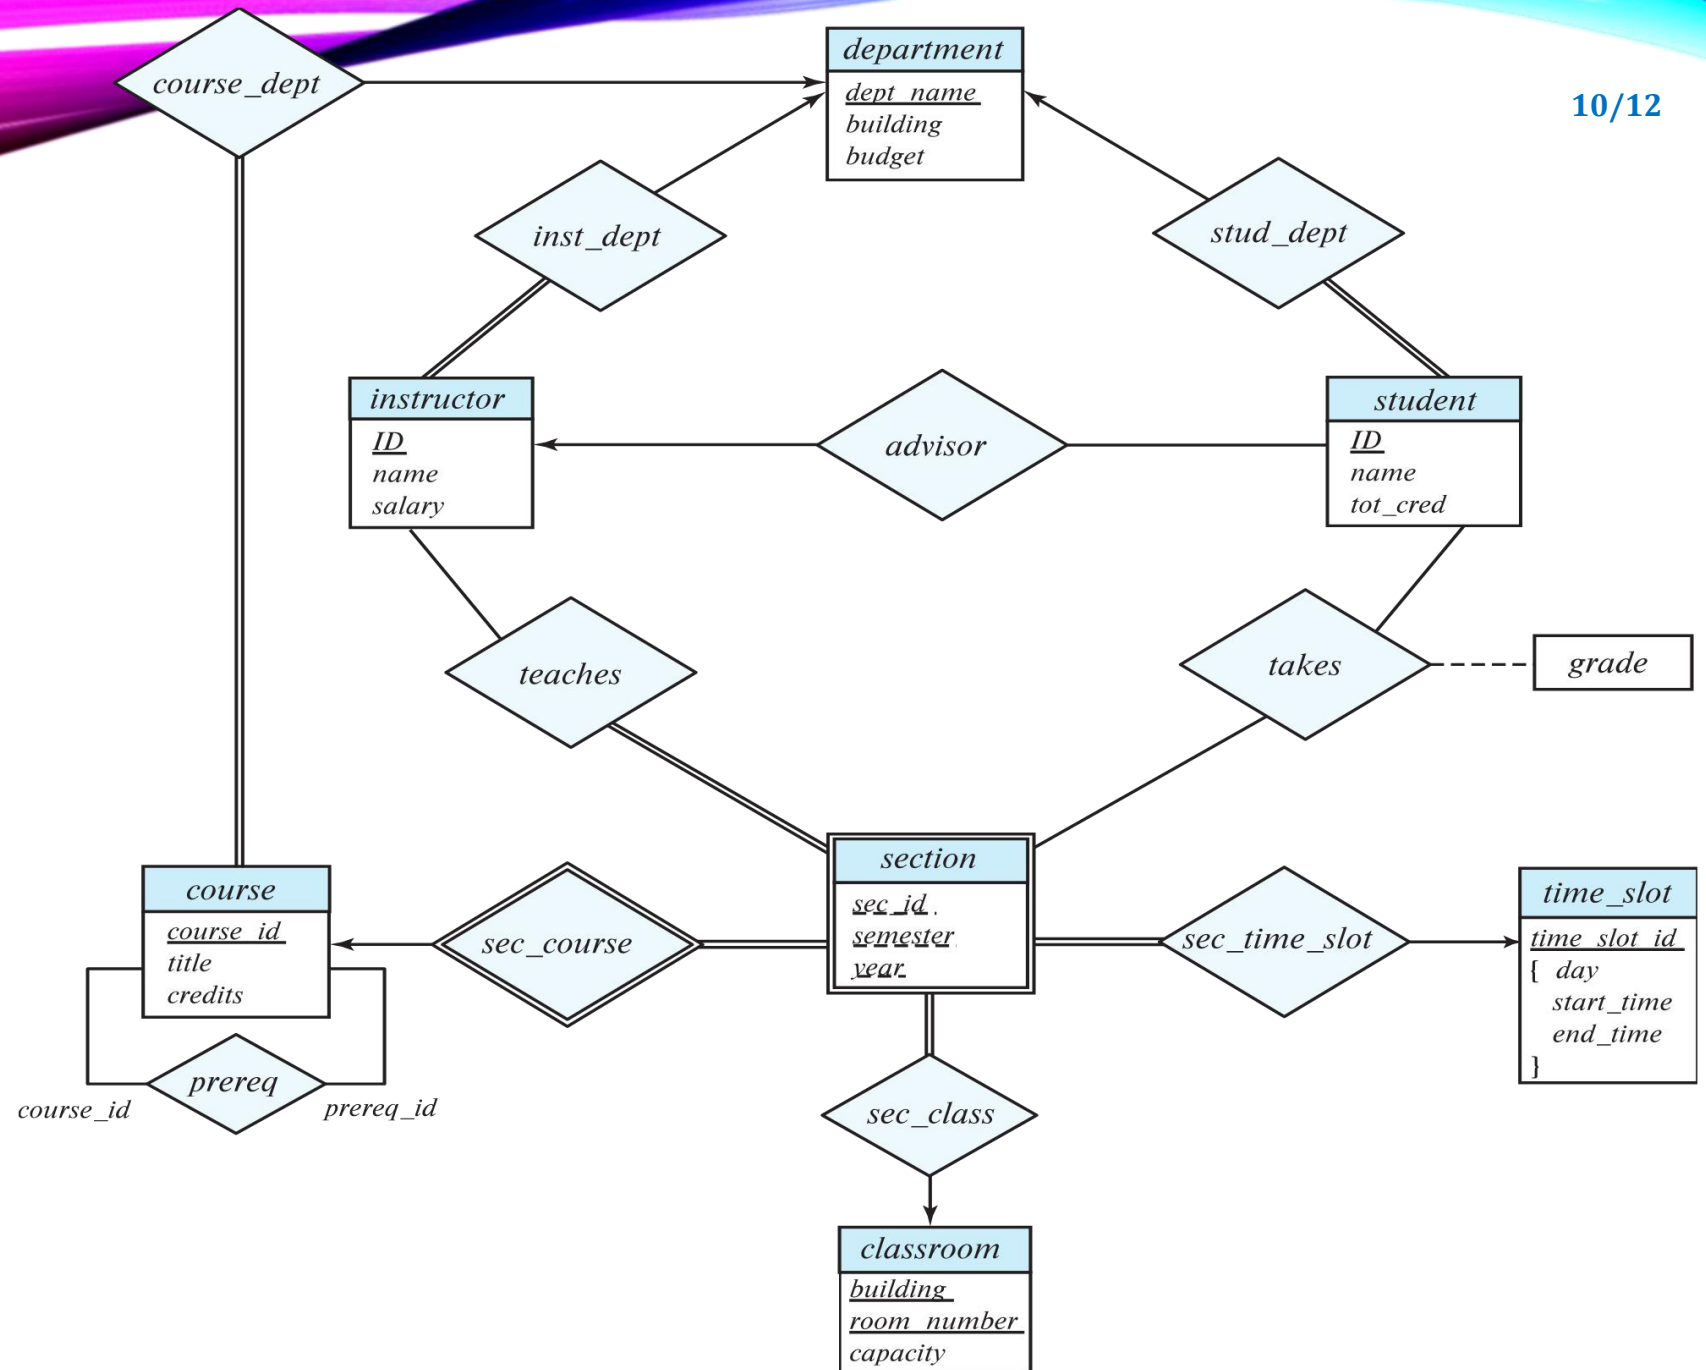 course_dept
department
dept_name
building
budget
10/12
inst_dept
stud_dept
instructor
ID
name
salary
advisor
student
ID
name
tot_cred
teaches
takes
grade
course
course_id
title
credits
sec_course
section
sec_id
semester
year
sec_time_slot
time_slot
time_slot_id
{ day
start_time
end_time
}
prereq
course_id
prereq_id
sec_class
classroom
building
room_number
capacity